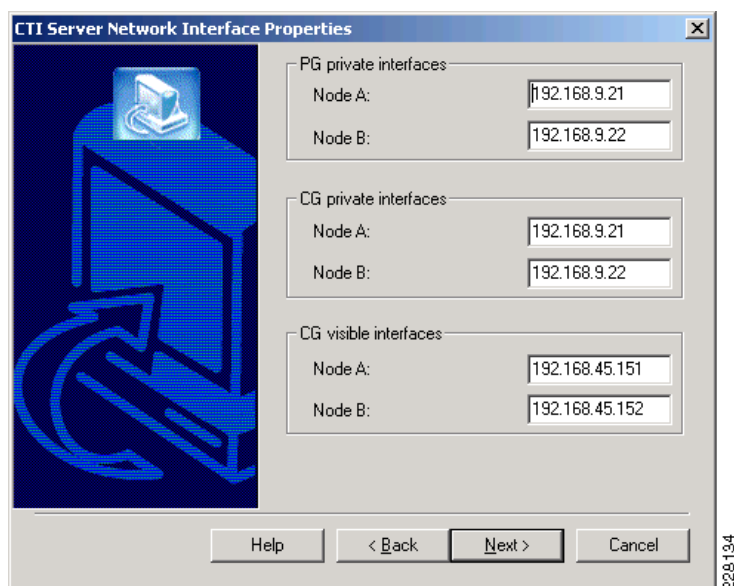 CTI Server Network Interface Properties
PG private interfaces
Node A: 192.168.9.21
Node B: 192.168.9.22
CG private interfaces
Node A: 192.168.9.21
Node B: 192.168.9.22
CG visible interfaces
Node A: 192.168.45.151
Node B: 192.168.45.152
Help < Back Next > Cancel
228134